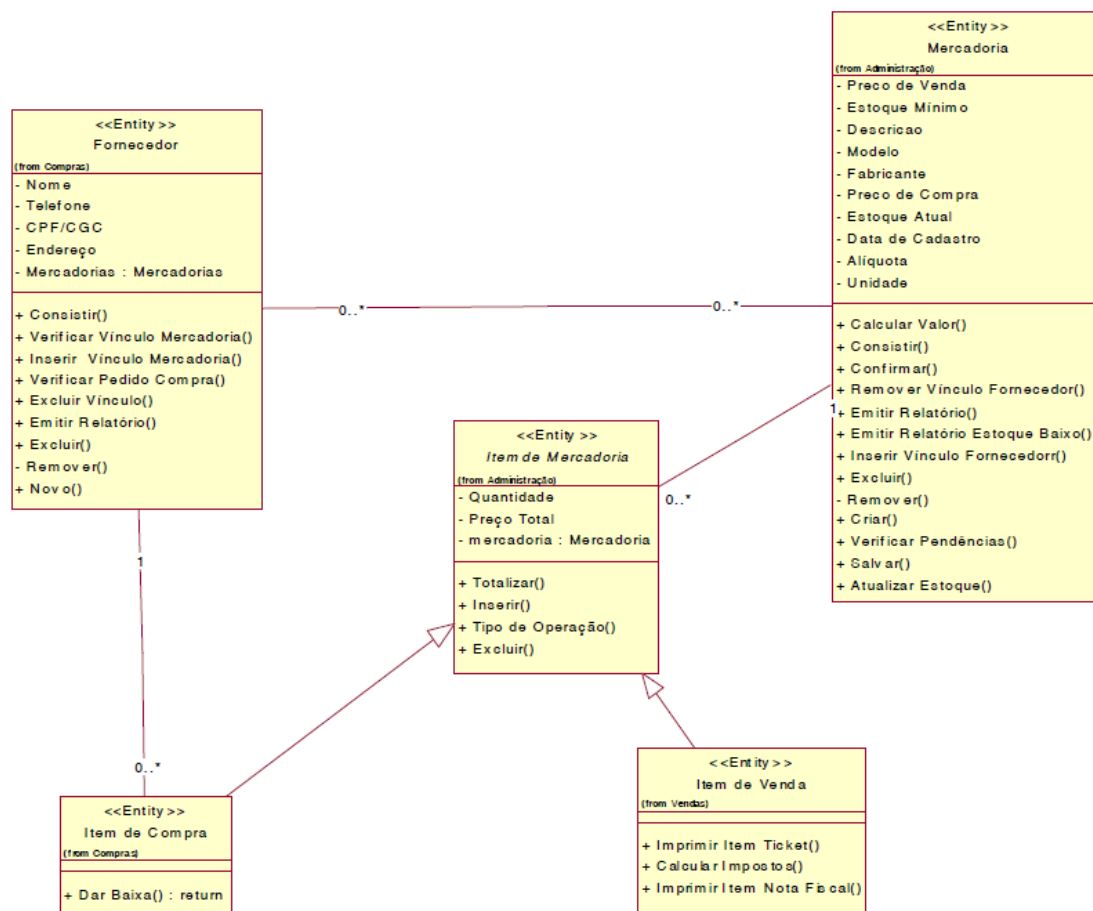 <<Entity>>
Mercadoria
(from Administração)
- Preco de Venda
- Estoque Mínimo
- Descricao
- Modelo
- Fabricante
- Preco de Compra
- Estoque Atual
- Data de Cadastro
- Alíquota
- Unidade
+ Calcular Valor()
+ Consistir()
+ Confirmar()
+ Remover Vínculo Fornecedor()
+ Emitir Relatório()
+ Emitir Relatório Estoque Baixo()
+ Inserir Vínculo Fornecedorr()
+ Excluir()
- Remover()
+ Criar()
+ Verificar Pendências()
+ Salvar()
+ Atualizar Estoque()
<<Entity>>
Fornecedor
(from Compras)
- Nome
- Telefone
- CPF/CGC
- Endereço
- Mercadorias : Mercadorias
+ Consistir()
+ Verificar Vínculo Mercadoria()
+ Inserir Vínculo Mercadoria()
+ Verificar Pedido Compra()
+ Excluir Vínculo()
+ Emitir Relatório()
+ Excluir()
- Remover()
+ Novo()
0..*
0..*
1
0..*
<<Entity>>
Item de Mercadoria
(from Administração)
- Quantidade
- Preço Total
- mercadoria : Mercadoria
+ Totalizar()
+ Inserir()
+ Tipo de Operação()
+ Excluir()
1
0..*
<<Entity>>
Item de Compra
(from Compras)
+ Dar Baixa() : return
<<Entity>>
Item de Venda
(from Vendas)
+ Imprimir Item Ticket()
+ Calcular Impostos()
+ Imprimir Item Nota Fiscal()